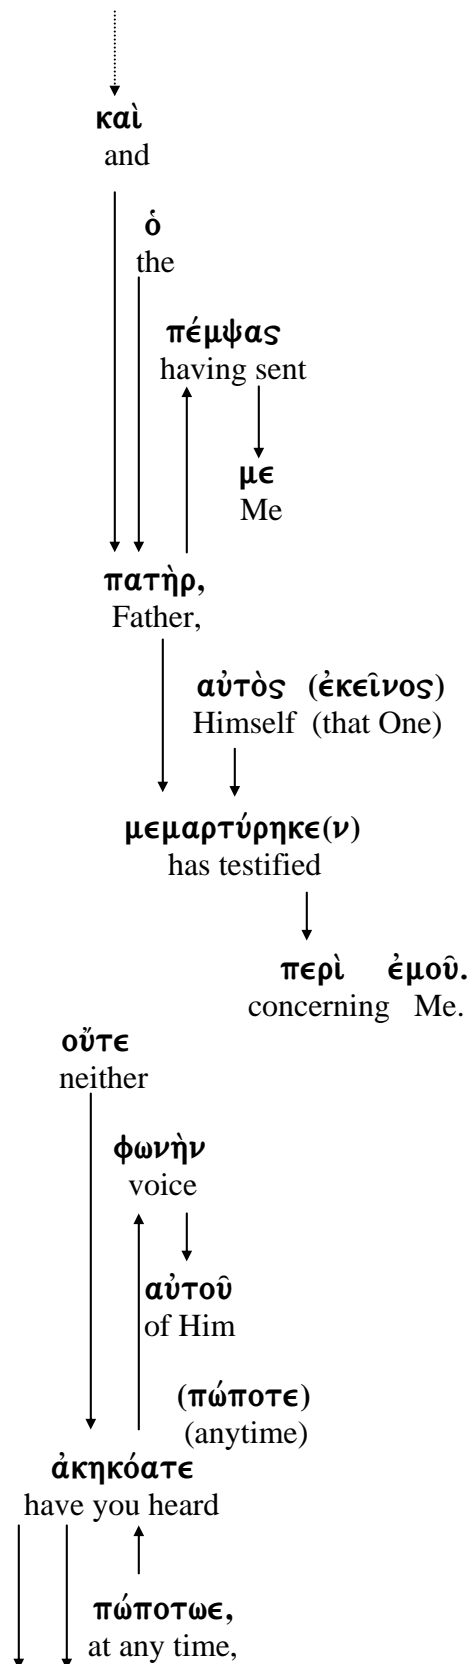 καὶ
and
ὁ
the
πέμψας
having sent
με
Me
πατὴρ,
Father,
αὐτὸς (ἐκεῖνος)
Himself (that One)
μεμαρτύρηκε(ν)
has testified
περὶ ἐμοῦ.
concerning Me.
οὔτε
neither
φωνὴν
voice
αὐτοῦ
of Him
(πώποτε)
(anytime)
ἀκηκόατε
have you heard
πώποτωε,
at any time,